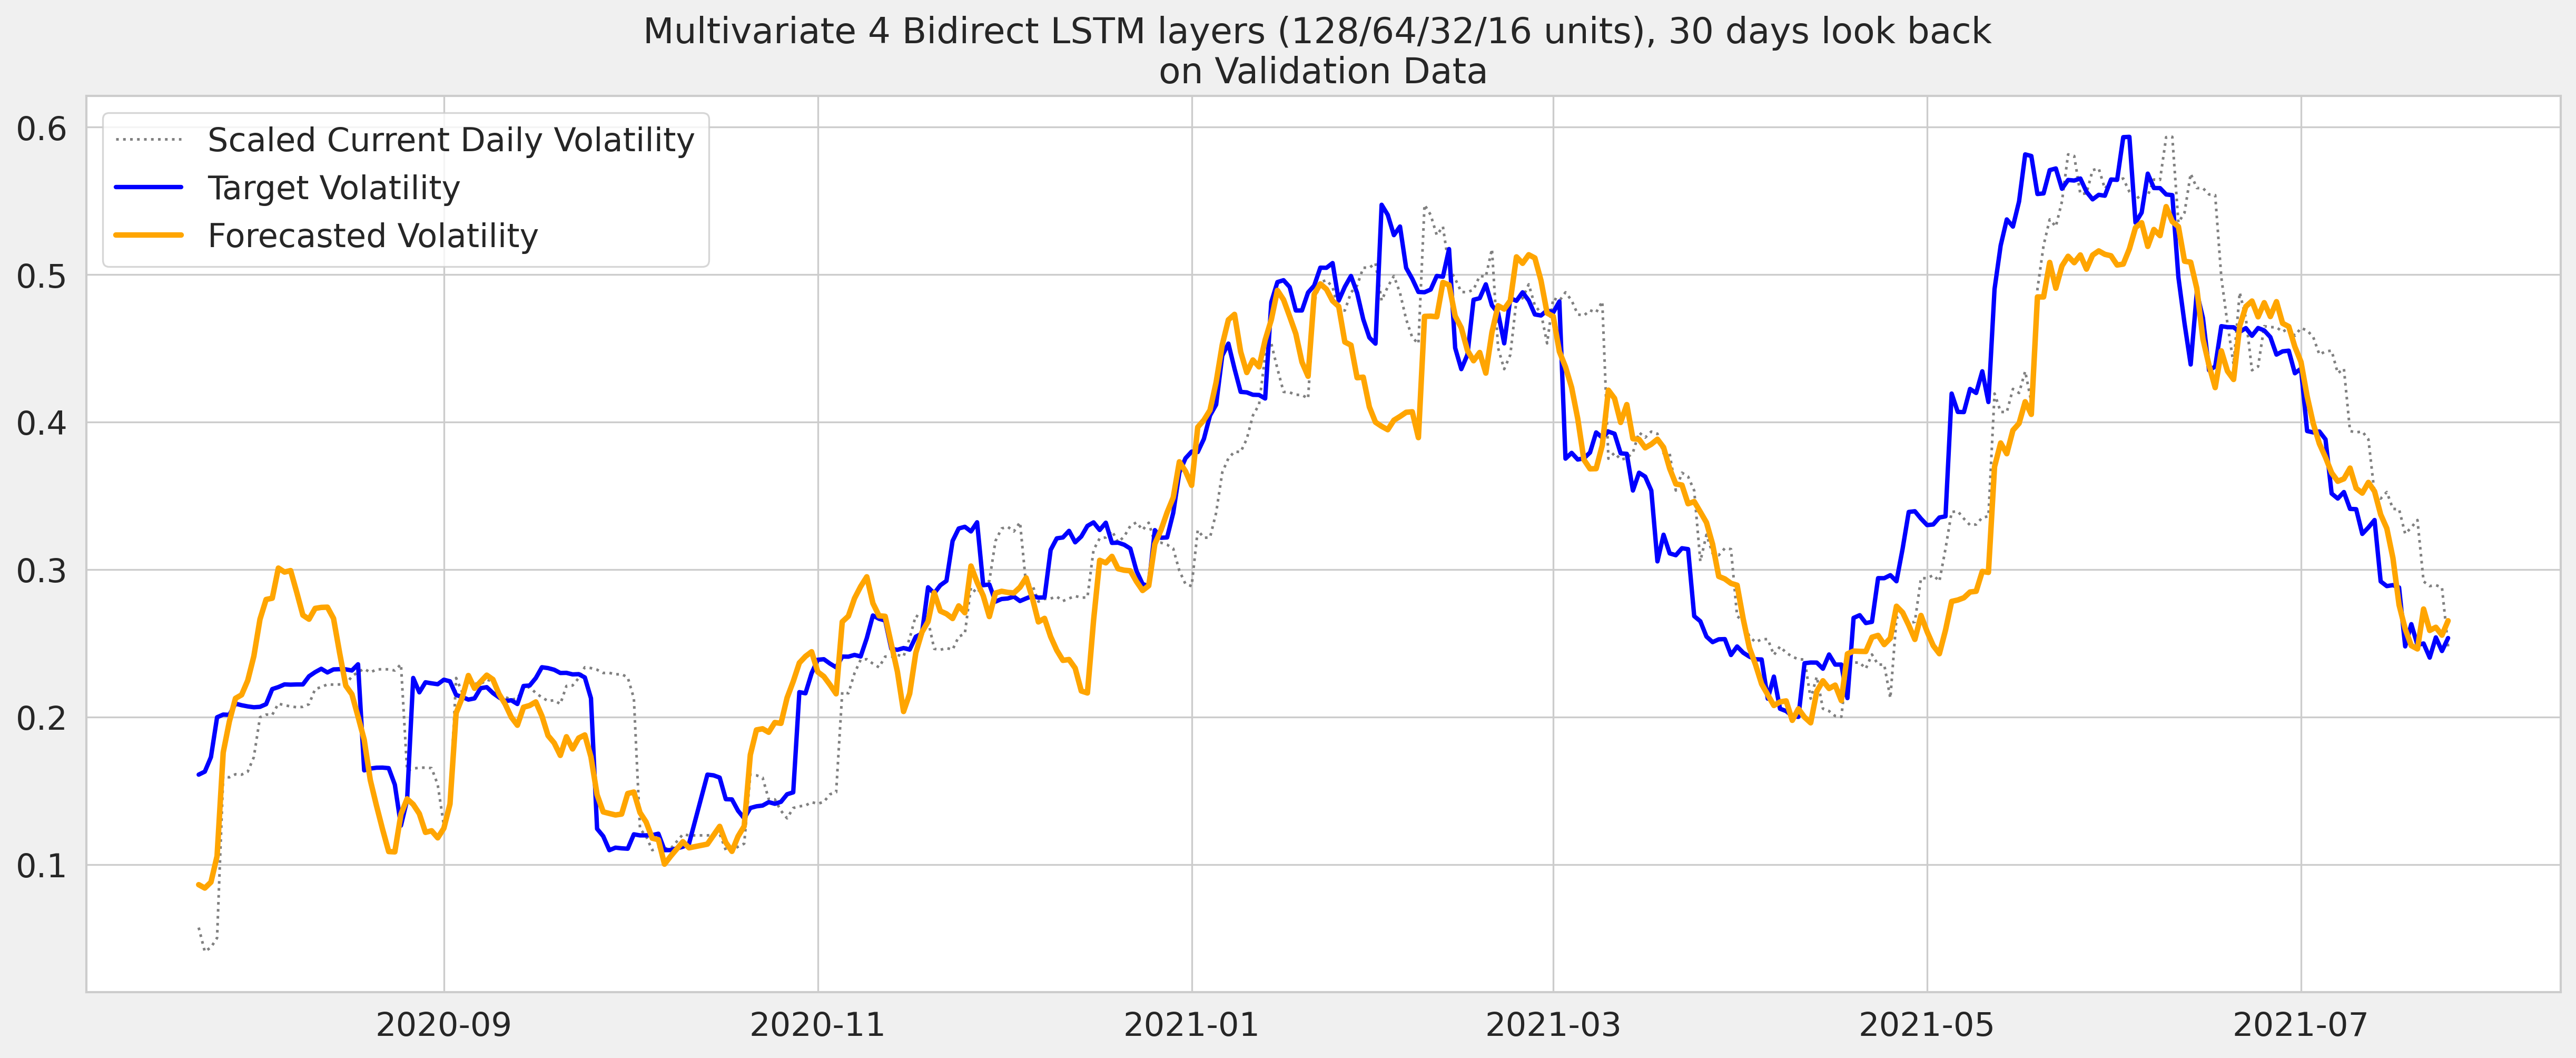 Multivariate 4 Bidirect LSTM layers (128/64/32/16 units), 30 days look back
on Validation Data
Scaled Current Daily Volatility
Target Volatility
Forecasted Volatility
0.6
0.5
0.4
0.3
0.2
0.1
2020-09
2020-11
2021-01
2021-03
2021-05
2021-07